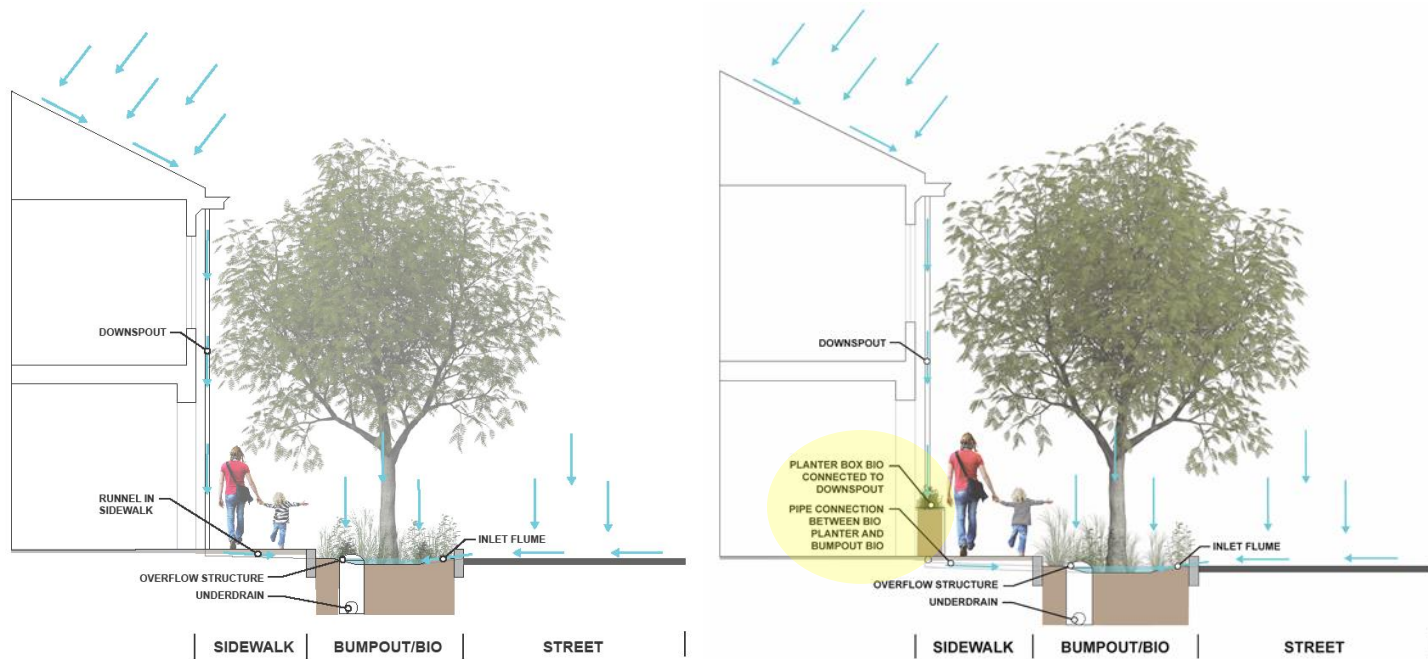 DOWNSPOUT
RUNNEL IN
SIDEWALK
INLET FLUME
OVERFLOW STRUCTURE
UNDERDRAIN
SIDEWALK
BUMPOUT/BIO
STREET
DOWNSPOUT
PLANTER BOX BIO
CONNECTED TO
DOWNSPOUT
PIPE CONNECTION
BETWEEN BIO
PLANTER AND
BUMPOUT BIO
INLET FLUME
OVERFLOW STRUCTURE
UNDERDRAIN
SIDEWALK
BUMPOUT/BIO
STREET